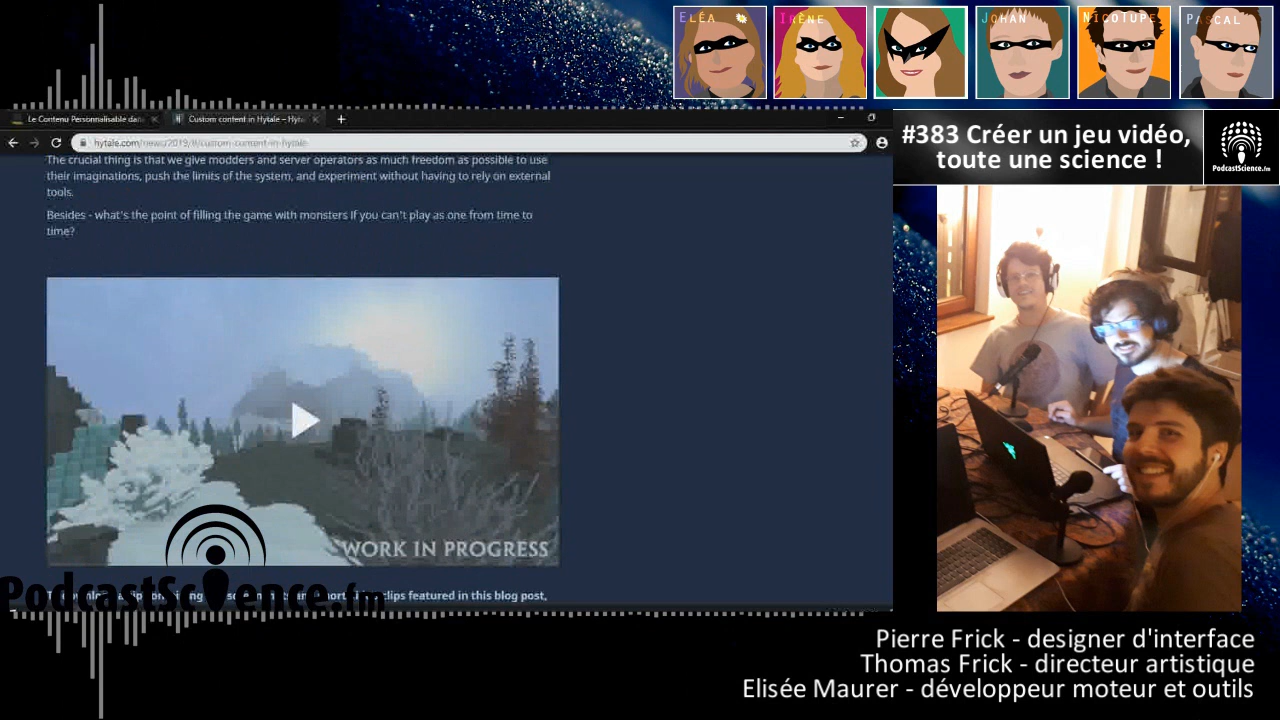 ELÉA
IRÈNE
JOHAN
NICOTUPE
PASCAL
Le Contenu Personnalisable dan
Custom content in Hytale – Hyta
hytale.com/news/2019/8/custom-content-in-hytale
#383 Créer un jeu vidéo,
toute une science !
PodcastScience.fm
The crucial thing is that we give modders and server operators as much freedom as possible to use
their imaginations, push the limits of the system, and experiment without having to rely on external
tools.
Besides - what's the point of filling the game with monsters if you can't play as one from time to
time?
WORK IN PROGRESS
clips featured in this blog post,
PodcastScience.fm
Pierre Frick - designer d'interface
Thomas Frick - directeur artistique
Elisée Maurer - développeur moteur et outils